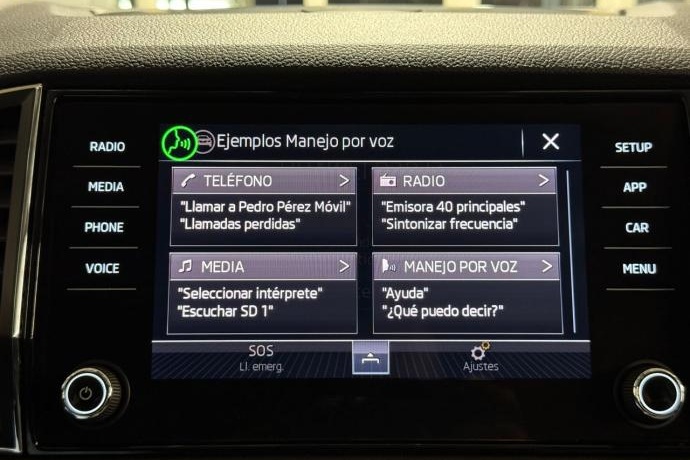 Ejemplos Manejo por voz
RADIO
MEDIA
PHONE
VOICE
TELÉFONO
"Llamar a Pedro Pérez Móvil"
"Llamadas perdidas"
RADIO
"Emisora 40 principales"
"Sintonizar frecuencia"
MEDIA
"Seleccionar intérprete"
"Escuchar SD 1"
MANEJO POR VOZ
"Ayuda"
"¿Qué puedo decir?"
SOS
Ll. emerg.
Ajustes
SETUP
APP
CAR
MENU